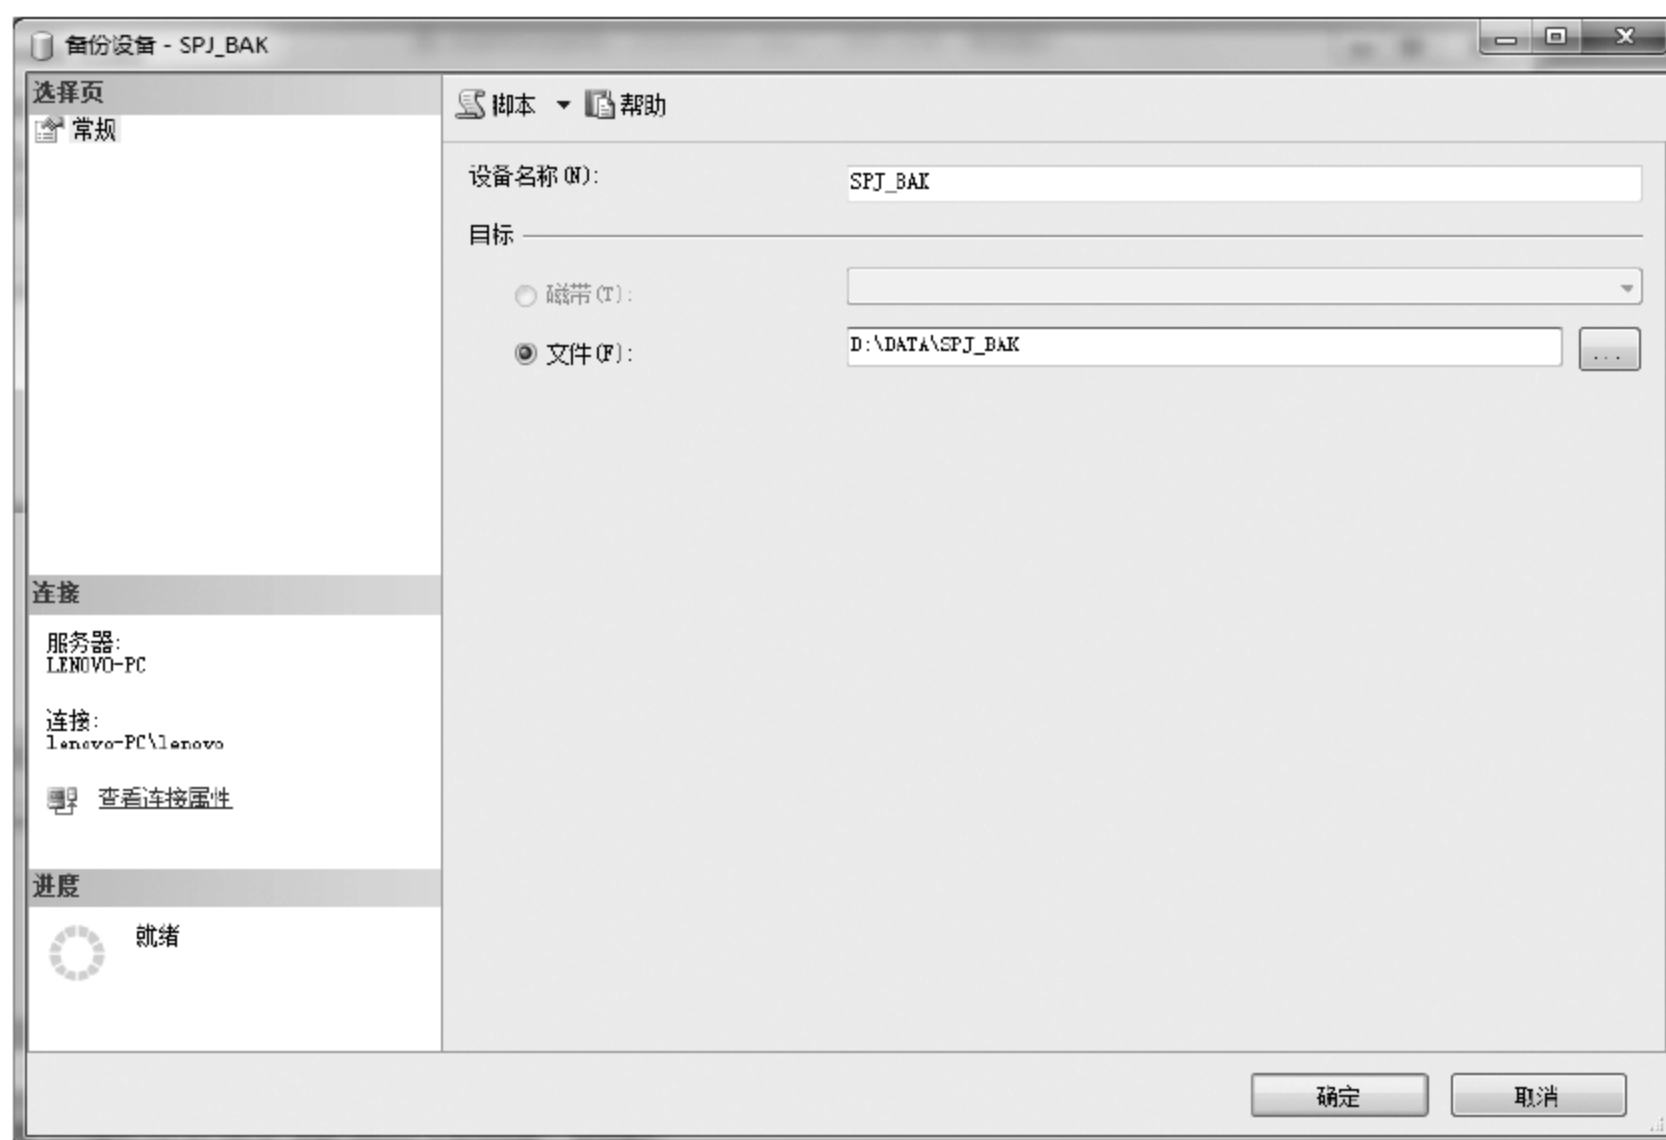 备份设备 - SPJ_BAK
选择页
常规
脚本 帮助
设备名称(N):
SPJ_BAK
目标
磁带(T):
文件(F):
D:\DATA\SPJ_BAK
...
连接
服务器:
LENOVO-PC
连接:
lenovo-PC\lenovo
查看连接属性
进度
就绪
确定 取消